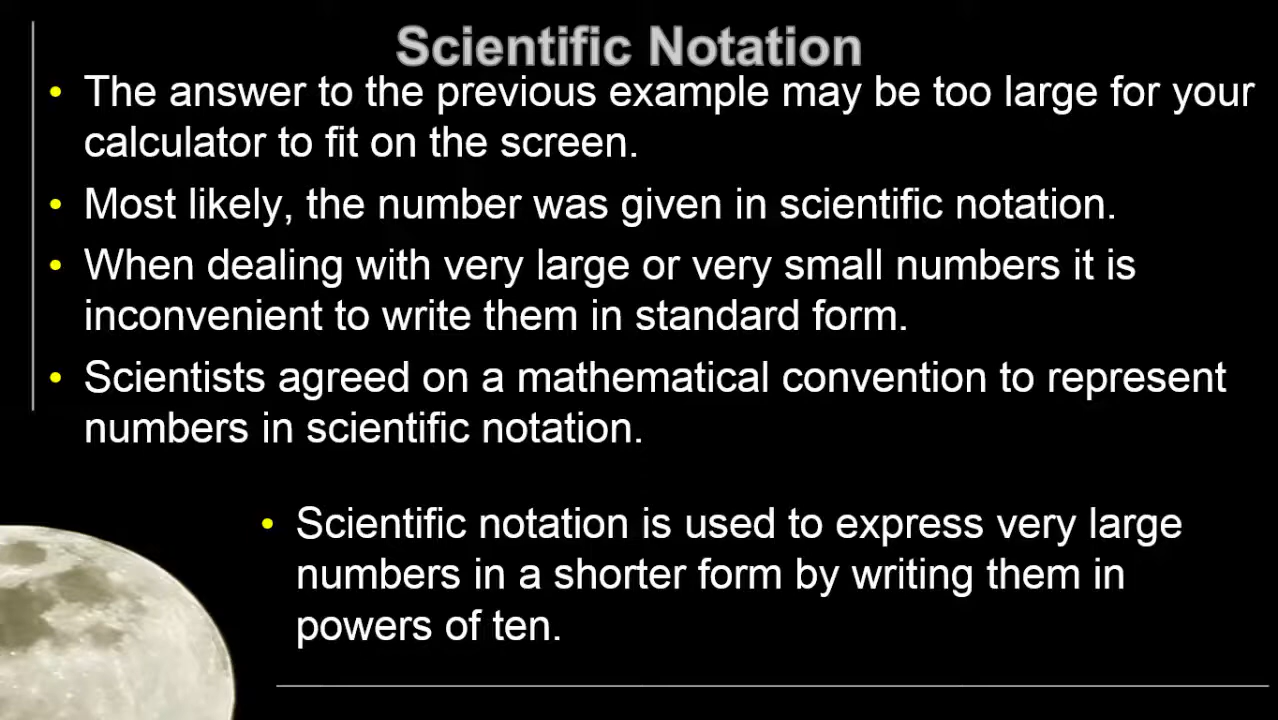 Scientific Notation
• The answer to the previous example may be too large for your
calculator to fit on the screen.
• Most likely, the number was given in scientific notation.
• When dealing with very large or very small numbers it is
inconvenient to write them in standard form.
• Scientists agreed on a mathematical convention to represent
numbers in scientific notation.
• Scientific notation is used to express very large
numbers in a shorter form by writing them in
powers of ten.